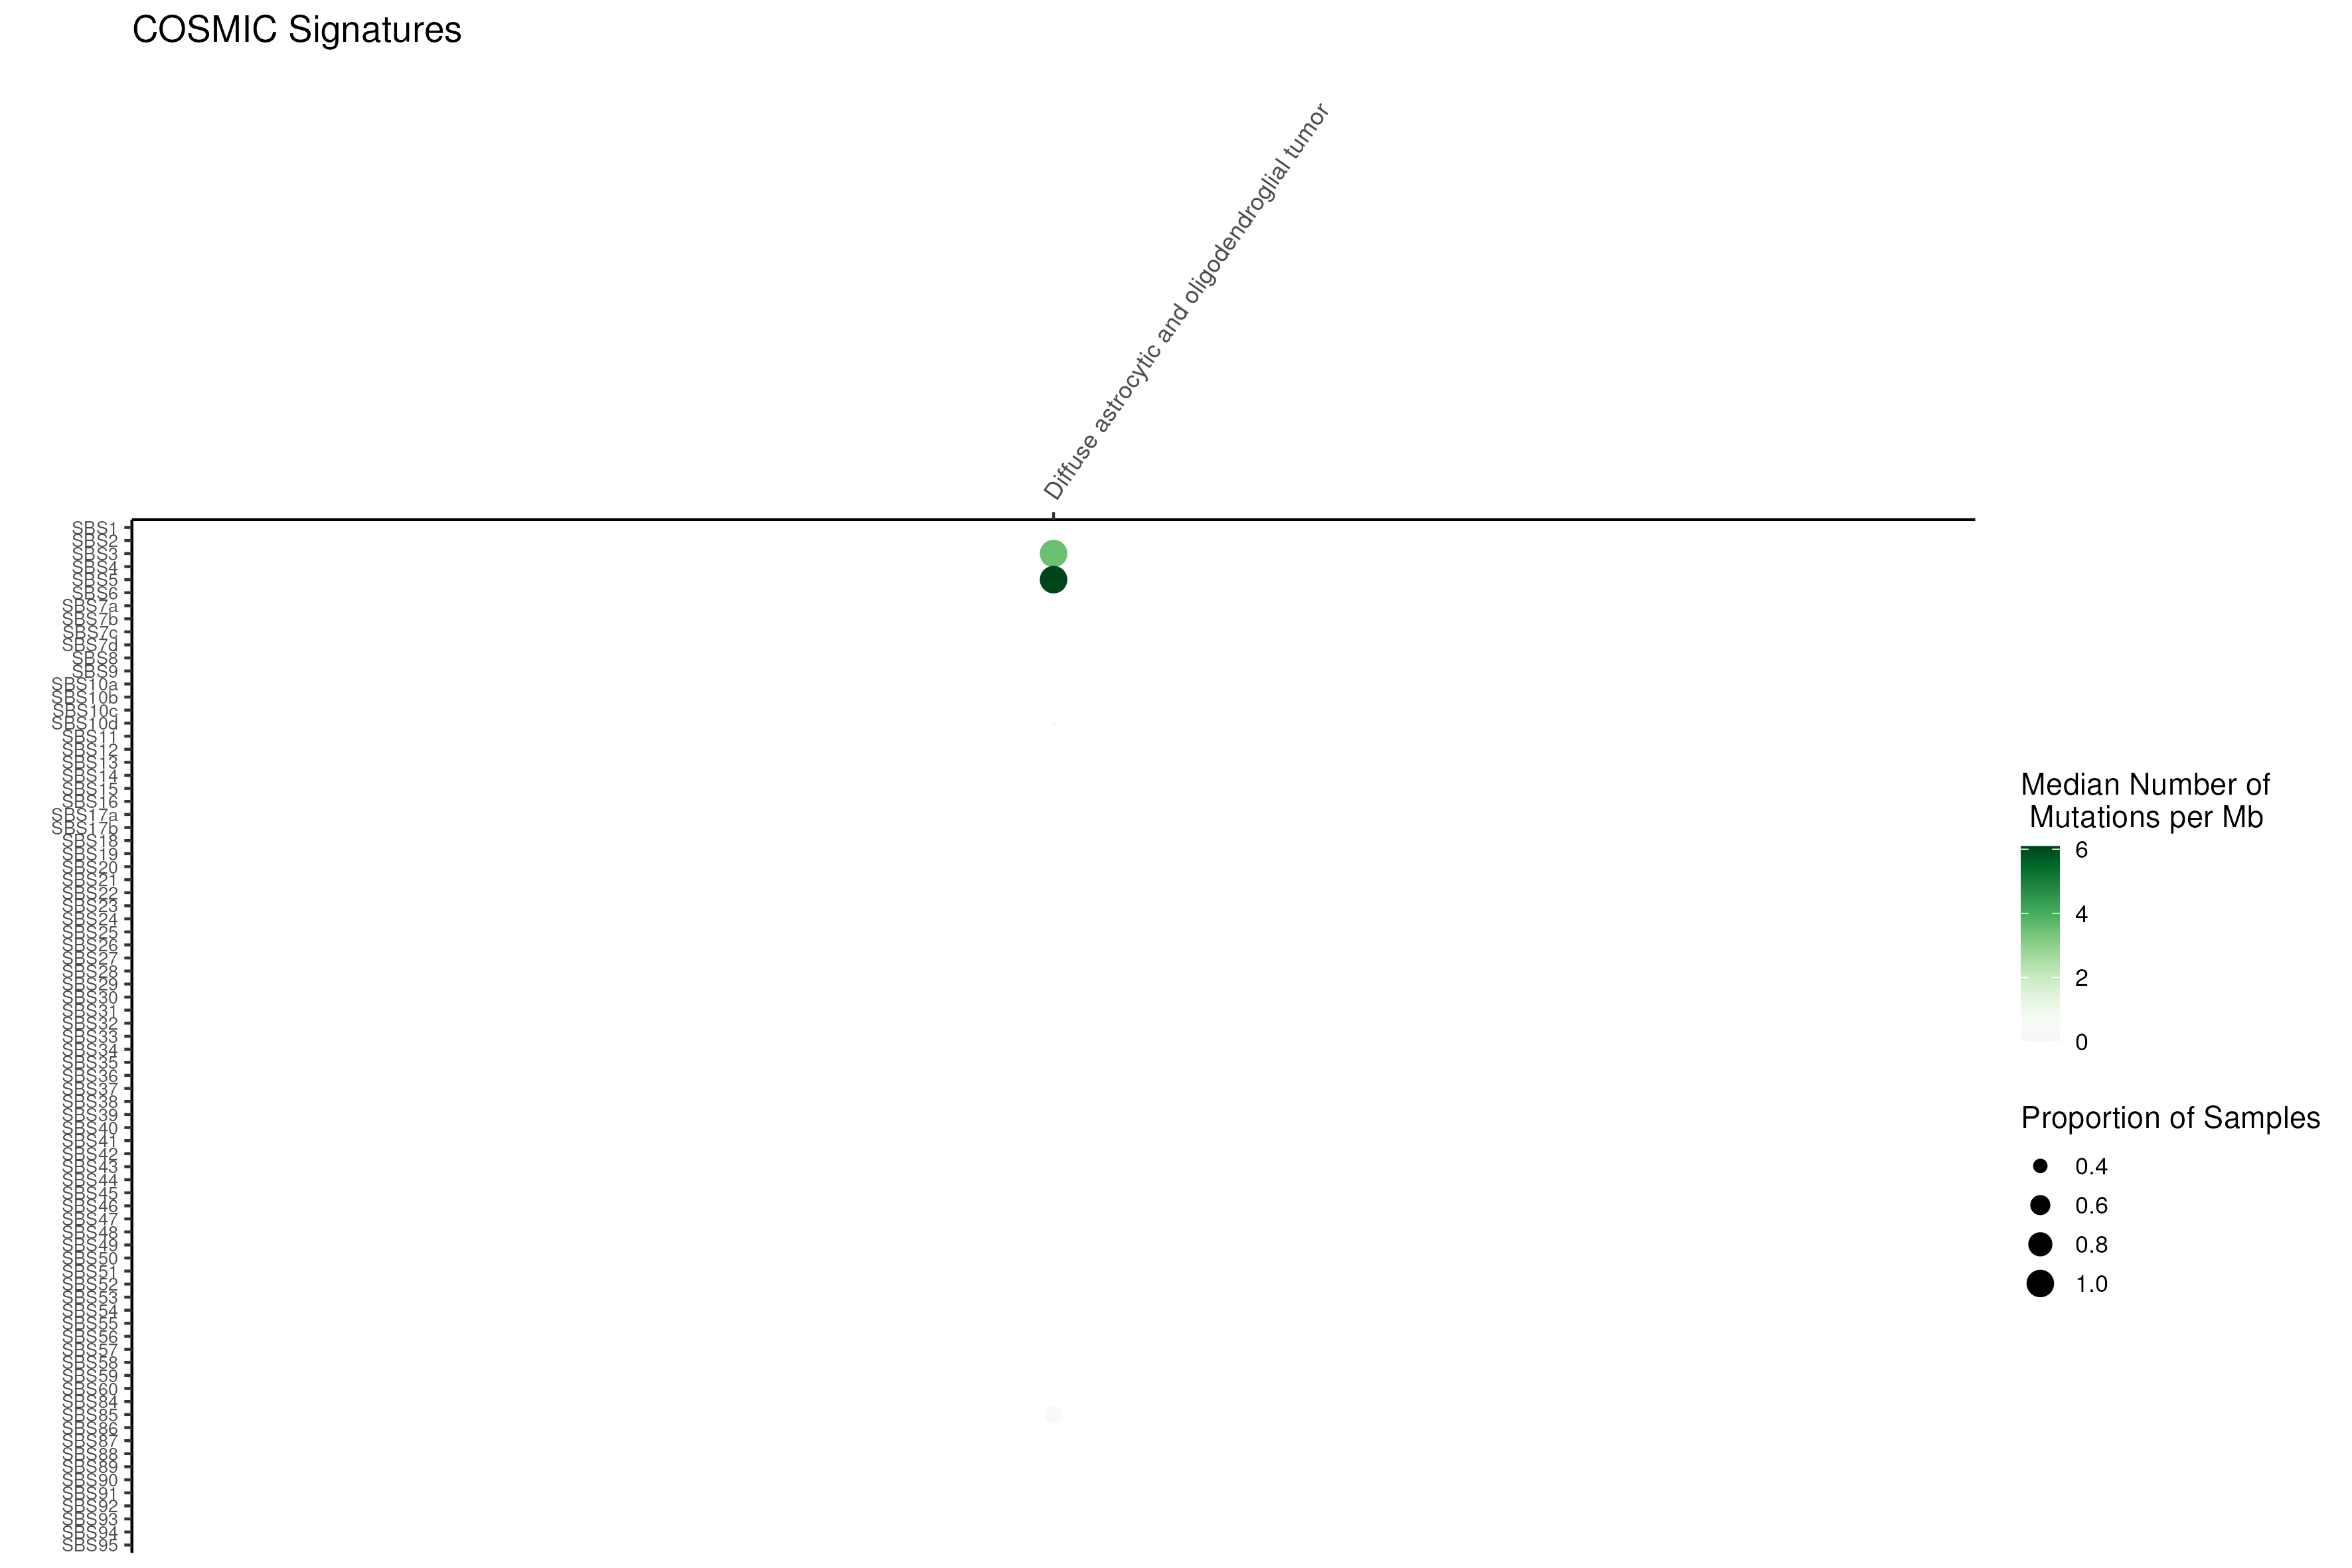 COSMIC Signatures
Diffuse astrocytic and oligodendroglial tumor
SBS1
SBS2
SBS3
SBS4
SBS5
SBS6
SBS7a
SBS7b
SBS7c
SBS7d
SBS8
SBS9
SBS10a
SBS10b
SBS10c
SBS10d
SBS11
SBS12
SBS13
SBS14
SBS15
SBS16
SBS17a
SBS17b
SBS18
SBS19
SBS20
SBS21
SBS22
SBS23
SBS24
SBS25
SBS26
SBS27
SBS28
SBS29
SBS30
SBS31
SBS32
SBS33
SBS34
SBS35
SBS36
SBS37
SBS38
SBS39
SBS40
SBS41
SBS42
SBS43
SBS44
SBS45
SBS46
SBS47
SBS48
SBS49
SBS50
SBS51
SBS52
SBS53
SBS54
SBS55
SBS56
SBS57
SBS58
SBS59
SBS60
SBS84
SBS85
SBS86
SBS87
SBS88
SBS89
SBS90
SBS91
SBS92
SBS93
SBS94
SBS95
Median Number of
Mutations per Mb
6
4
2
0
Proportion of Samples
0.4
0.6
0.8
1.0